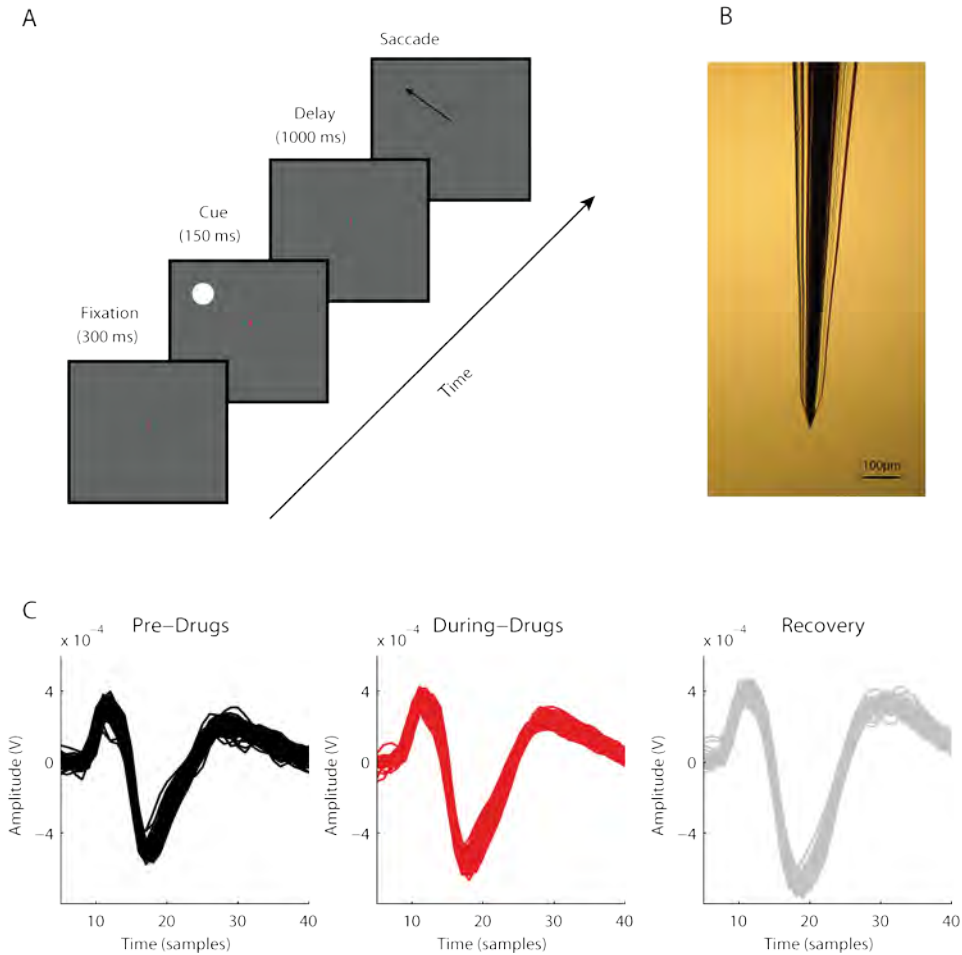 A
Saccade
Delay
(1000 ms)
Cue
(150 ms)
Fixation
(300 ms)
Time
B
100µm
C
Pre–Drugs
x 10⁻⁴
4
0
−4
Amplitude (V)
10
20
30
40
Time (samples)
During–Drugs
x 10⁻⁴
4
0
−4
Amplitude (V)
10
20
30
40
Time (samples)
Recovery
x 10⁻⁴
4
0
−4
Amplitude (V)
10
20
30
40
Time (samples)